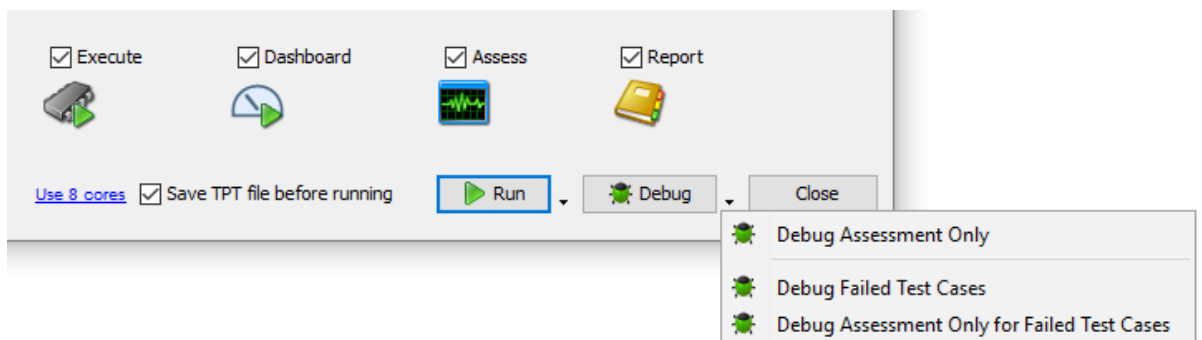 Execute Dashboard Assess Report
Use 8 cores Save TPT file before running Run Debug Close
Debug Assessment Only
Debug Failed Test Cases
Debug Assessment Only for Failed Test Cases